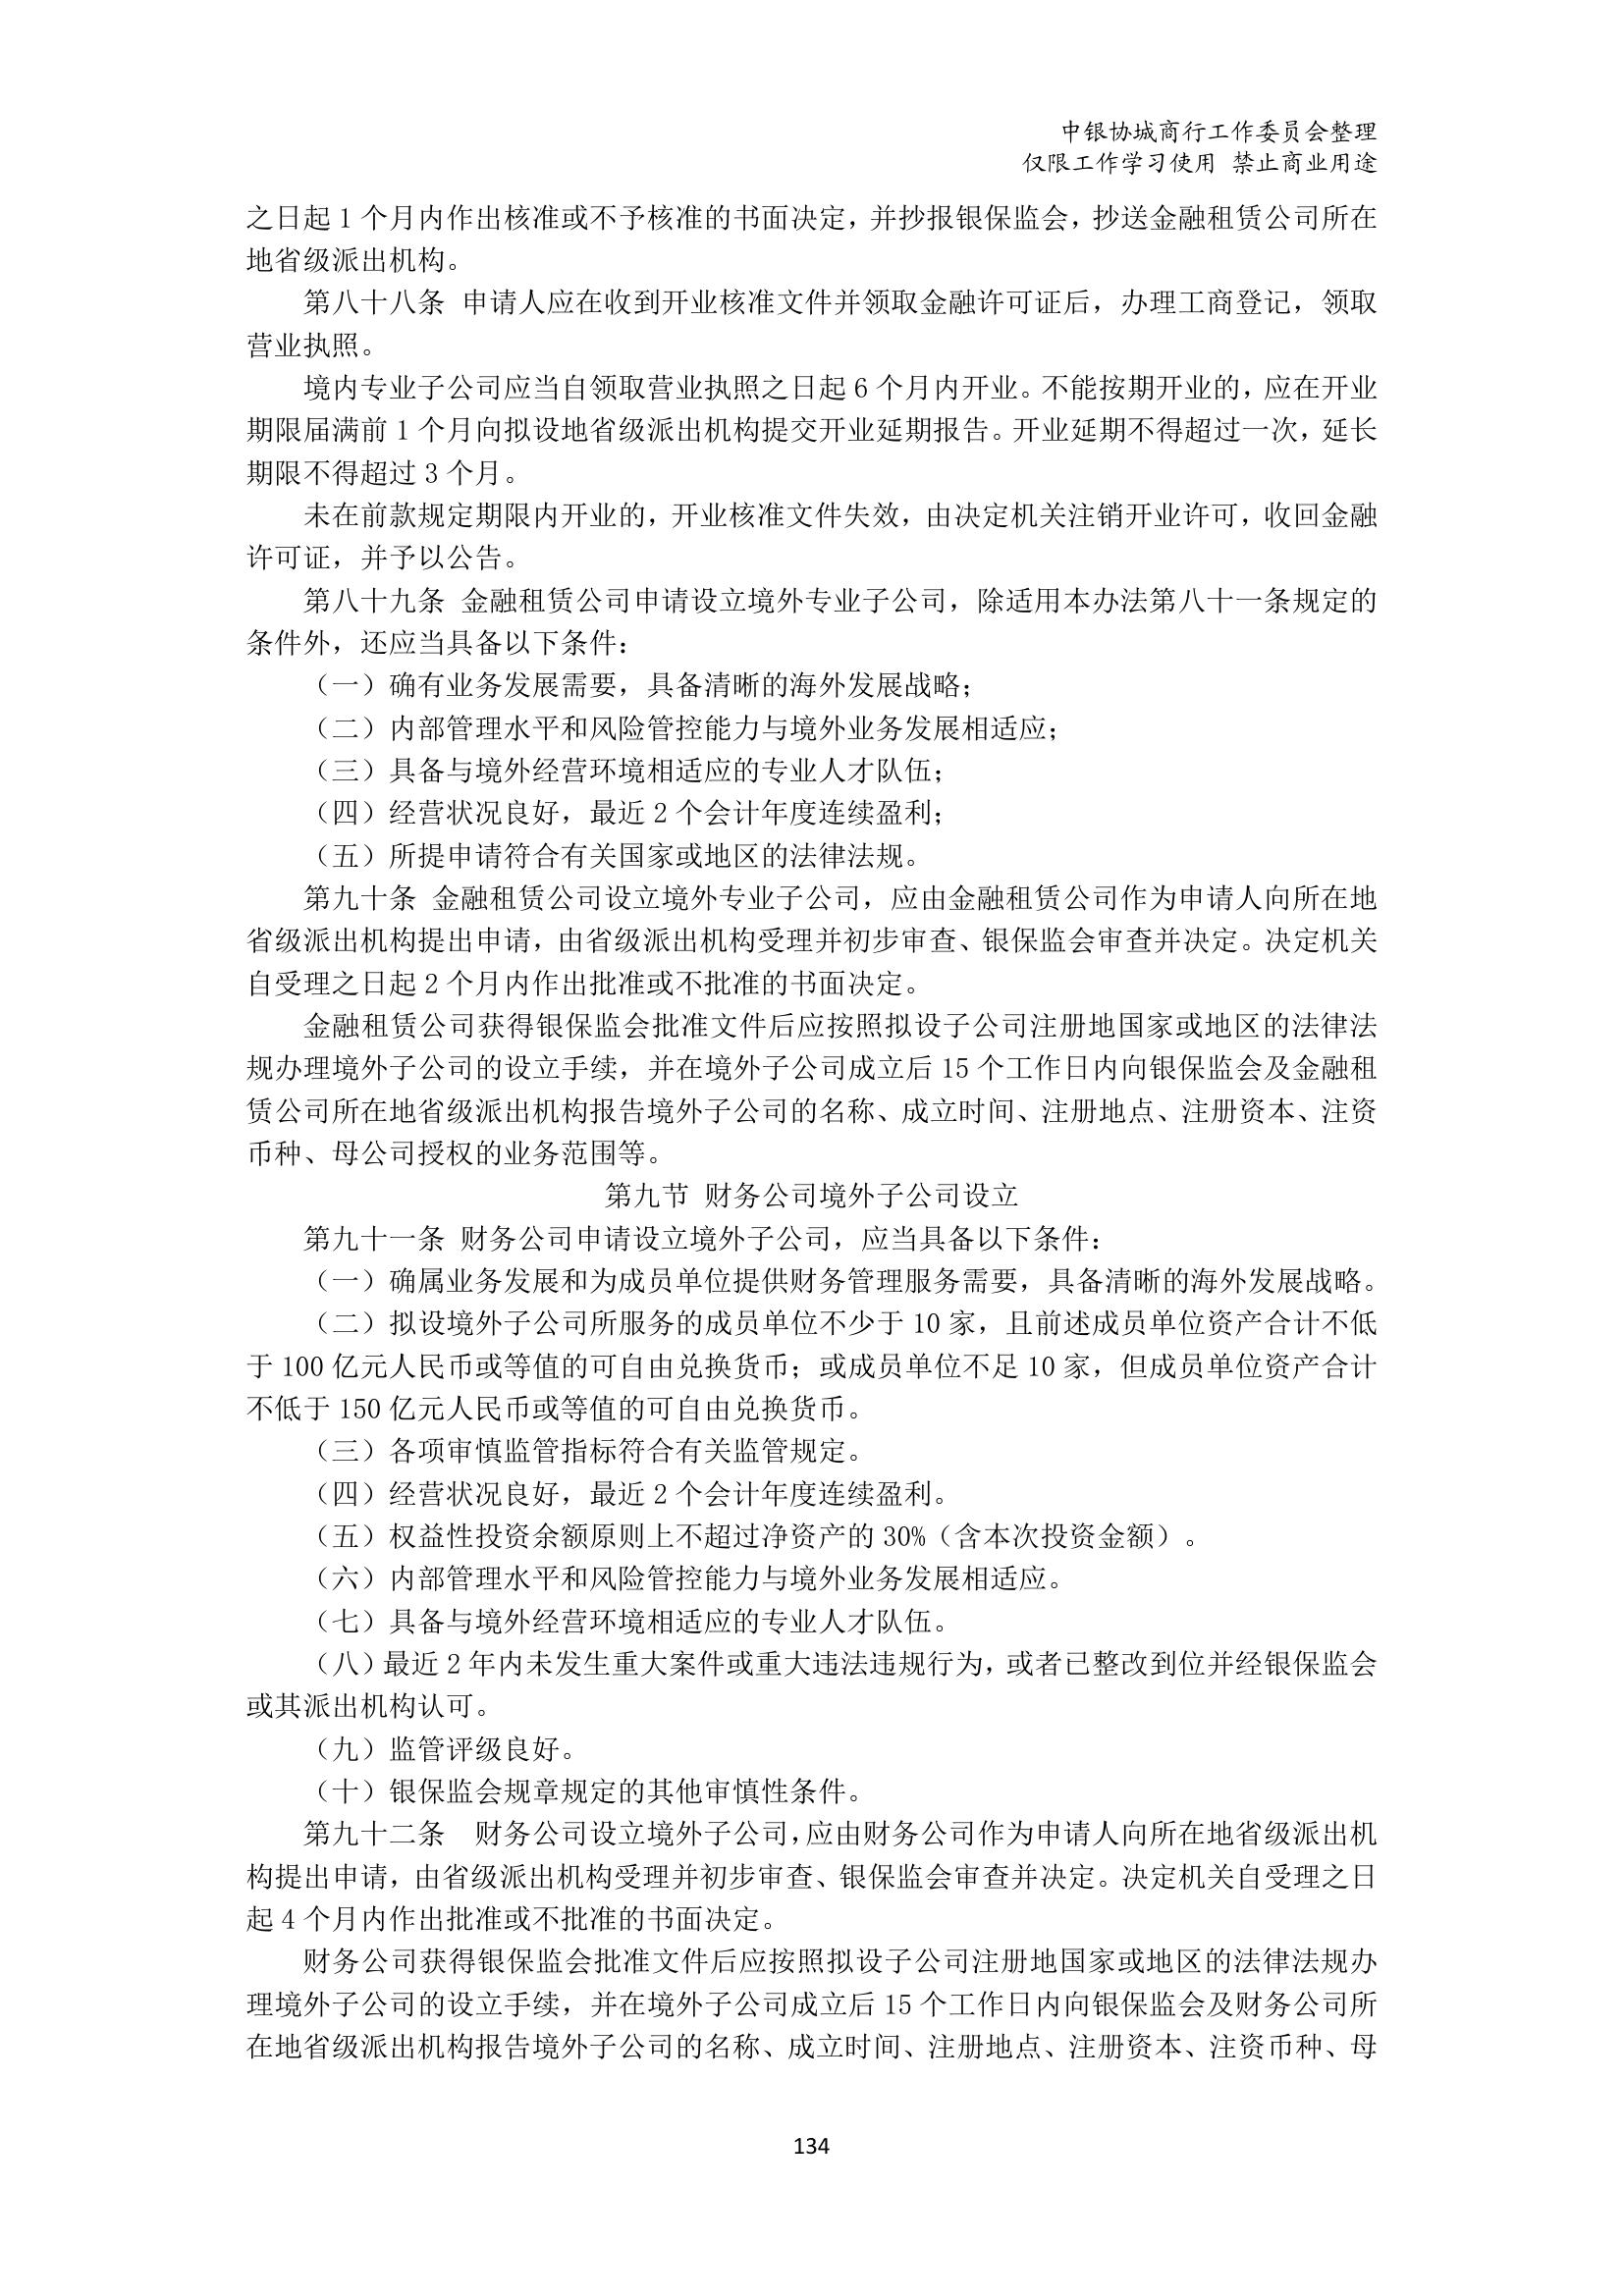 中银协城商行工作委员会整理
仅限工作学习使用 禁止商业用途
之日起 1 个月内作出核准或不予核准的书面决定，并抄报银保监会，抄送金融租赁公司所在
地省级派出机构。
第八十八条 申请人应在收到开业核准文件并领取金融许可证后，办理工商登记，领取
营业执照。
境内专业子公司应当自领取营业执照之日起 6 个月内开业。不能按期开业的，应在开业
期限届满前 1 个月向拟设地省级派出机构提交开业延期报告。开业延期不得超过一次，延长
期限不得超过 3 个月。
未在前款规定期限内开业的，开业核准文件失效，由决定机关注销开业许可，收回金融
许可证，并予以公告。
第八十九条 金融租赁公司申请设立境外专业子公司，除适用本办法第八十一条规定的
条件外，还应当具备以下条件：
（一）确有业务发展需要，具备清晰的海外发展战略；
（二）内部管理水平和风险管控能力与境外业务发展相适应；
（三）具备与境外经营环境相适应的专业人才队伍；
（四）经营状况良好，最近 2 个会计年度连续盈利；
（五）所提申请符合有关国家或地区的法律法规。
第九十条 金融租赁公司设立境外专业子公司，应由金融租赁公司作为申请人向所在地
省级派出机构提出申请，由省级派出机构受理并初步审查、银保监会审查并决定。决定机关
自受理之日起 2 个月内作出批准或不批准的书面决定。
金融租赁公司获得银保监会批准文件后应按照拟设子公司注册地国家或地区的法律法
规办理境外子公司的设立手续，并在境外子公司成立后 15 个工作日内向银保监会及金融租
赁公司所在地省级派出机构报告境外子公司的名称、成立时间、注册地点、注册资本、注资
币种、母公司授权的业务范围等。
第九节 财务公司境外子公司设立
第九十一条 财务公司申请设立境外子公司，应当具备以下条件：
（一）确属业务发展和为成员单位提供财务管理服务需要，具备清晰的海外发展战略。
（二）拟设境外子公司所服务的成员单位不少于 10 家，且前述成员单位资产合计不低
于 100 亿元人民币或等值的可自由兑换货币；或成员单位不足 10 家，但成员单位资产合计
不低于 150 亿元人民币或等值的可自由兑换货币。
（三）各项审慎监管指标符合有关监管规定。
（四）经营状况良好，最近 2 个会计年度连续盈利。
（五）权益性投资余额原则上不超过净资产的 30%（含本次投资金额）。
（六）内部管理水平和风险管控能力与境外业务发展相适应。
（七）具备与境外经营环境相适应的专业人才队伍。
（八）最近 2 年内未发生重大案件或重大违法违规行为，或者已整改到位并经银保监会
或其派出机构认可。
（九）监管评级良好。
（十）银保监会规章规定的其他审慎性条件。
第九十二条　财务公司设立境外子公司，应由财务公司作为申请人向所在地省级派出机
构提出申请，由省级派出机构受理并初步审查、银保监会审查并决定。决定机关自受理之日
起 4 个月内作出批准或不批准的书面决定。
财务公司获得银保监会批准文件后应按照拟设子公司注册地国家或地区的法律法规办
理境外子公司的设立手续，并在境外子公司成立后 15 个工作日内向银保监会及财务公司所
在地省级派出机构报告境外子公司的名称、成立时间、注册地点、注册资本、注资币种、母
134